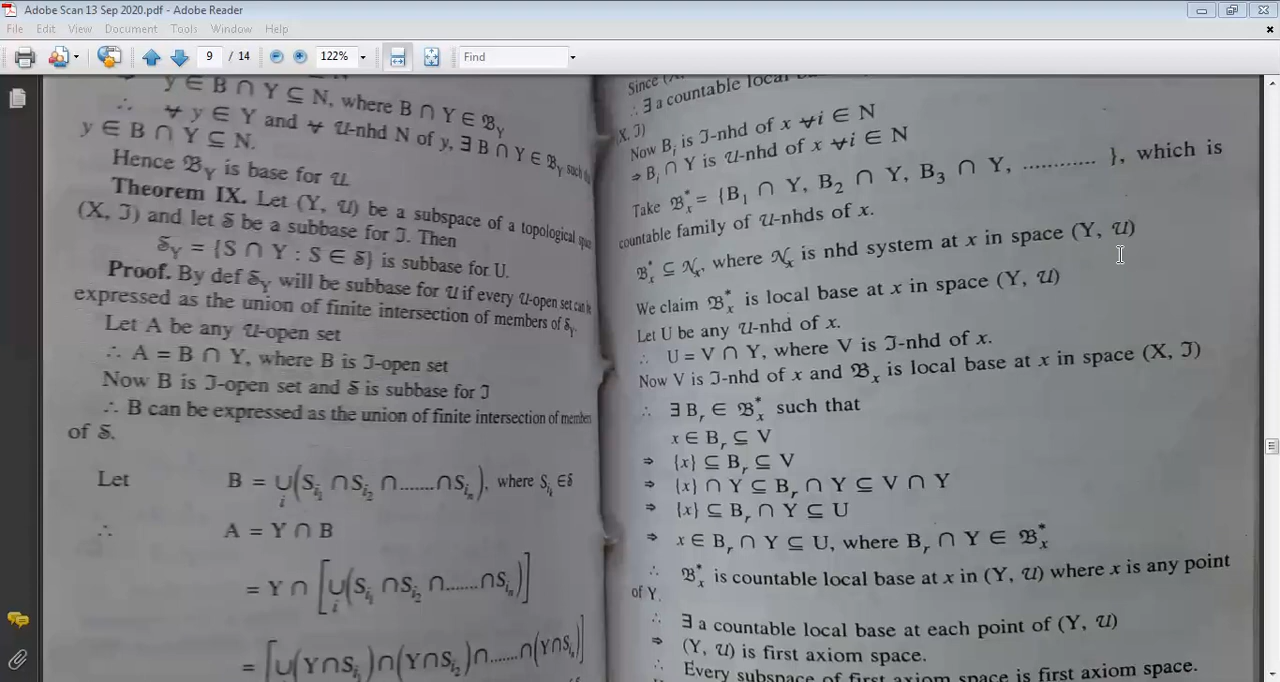 Adobe Scan 13 Sep 2020.pdf - Adobe Reader
File Edit View Document Tools Window Help
9 / 14 122% Find
y ∈ B ∩ Y ⊆ N, where B ∩ Y ∈ 𝔅Y
∴ ∀ y ∈ Y and ∀ 𝒰-nhd N of y, ∃ B ∩ Y ∈ 𝔅Y such
y ∈ B ∩ Y ⊆ N.
Hence 𝔅Y is base for 𝒰
Theorem IX. Let (Y, 𝒰) be a subspace of a topological
(X, ℑ) and let 𝕊 be a subbase for ℑ. Then
𝕊Y = {S ∩ Y : S ∈ 𝕊} is subbase for U.
Proof. By def 𝕊Y will be subbase for 𝒰 if every 𝒰-open set can
expressed as the union of finite intersection of members of 𝕊Y.
Let A be any 𝒰-open set
∴ A = B ∩ Y, where B is ℑ-open set
Now B is ℑ-open set and 𝕊 is subbase for ℑ
∴ B can be expressed as the union of finite intersection of members
of 𝕊.
Let B = ∪i(Si1 ∩Si2 ∩.......∩Sin), where Sij ∈δ
∴ A = Y ∩ B
= Y ∩ [∪i(Si1 ∩Si2 ∩.......∩Sin)]
= [∪(Y∩Si1)∩(Y∩Si2)∩.......∩(Y∩Sin)]
Since
∴ ∃ a countable local
(X, ℑ)
Now Bi is ℑ-nhd of x ∀i ∈ N
⇒ Bi ∩ Y is 𝒰-nhd of x ∀i ∈ N
Take 𝔅x* = {B1 ∩ Y, B2 ∩ Y, B3 ∩ Y, ............ }, which is
countable family of 𝒰-nhds of x.
𝔅x* ⊆ 𝒩x, where 𝒩x is nhd system at x in space (Y, 𝒰)
We claim 𝔅x* is local base at x in space (Y, 𝒰)
Let U be any 𝒰-nhd of x.
∴ U = V ∩ Y, where V is ℑ-nhd of x.
Now V is ℑ-nhd of x and 𝔅x is local base at x in space (X, ℑ)
∴ ∃ Br ∈ 𝔅x* such that
x ∈ Br ⊆ V
⇒ {x} ⊆ Br ⊆ V
⇒ {x} ∩ Y ⊆ Br ∩ Y ⊆ V ∩ Y
⇒ {x} ⊆ Br ∩ Y ⊆ U
⇒ x ∈ Br ∩ Y ⊆ U, where Br ∩ Y ∈ 𝔅x*
∴ 𝔅x* is countable local base at x in (Y, 𝒰) where x is any point
of Y.
∴ ∃ a countable local base at each point of (Y, 𝒰)
⇒ (Y, 𝒰) is first axiom space.
∴ Every subspace of first axiom space is first axiom space.